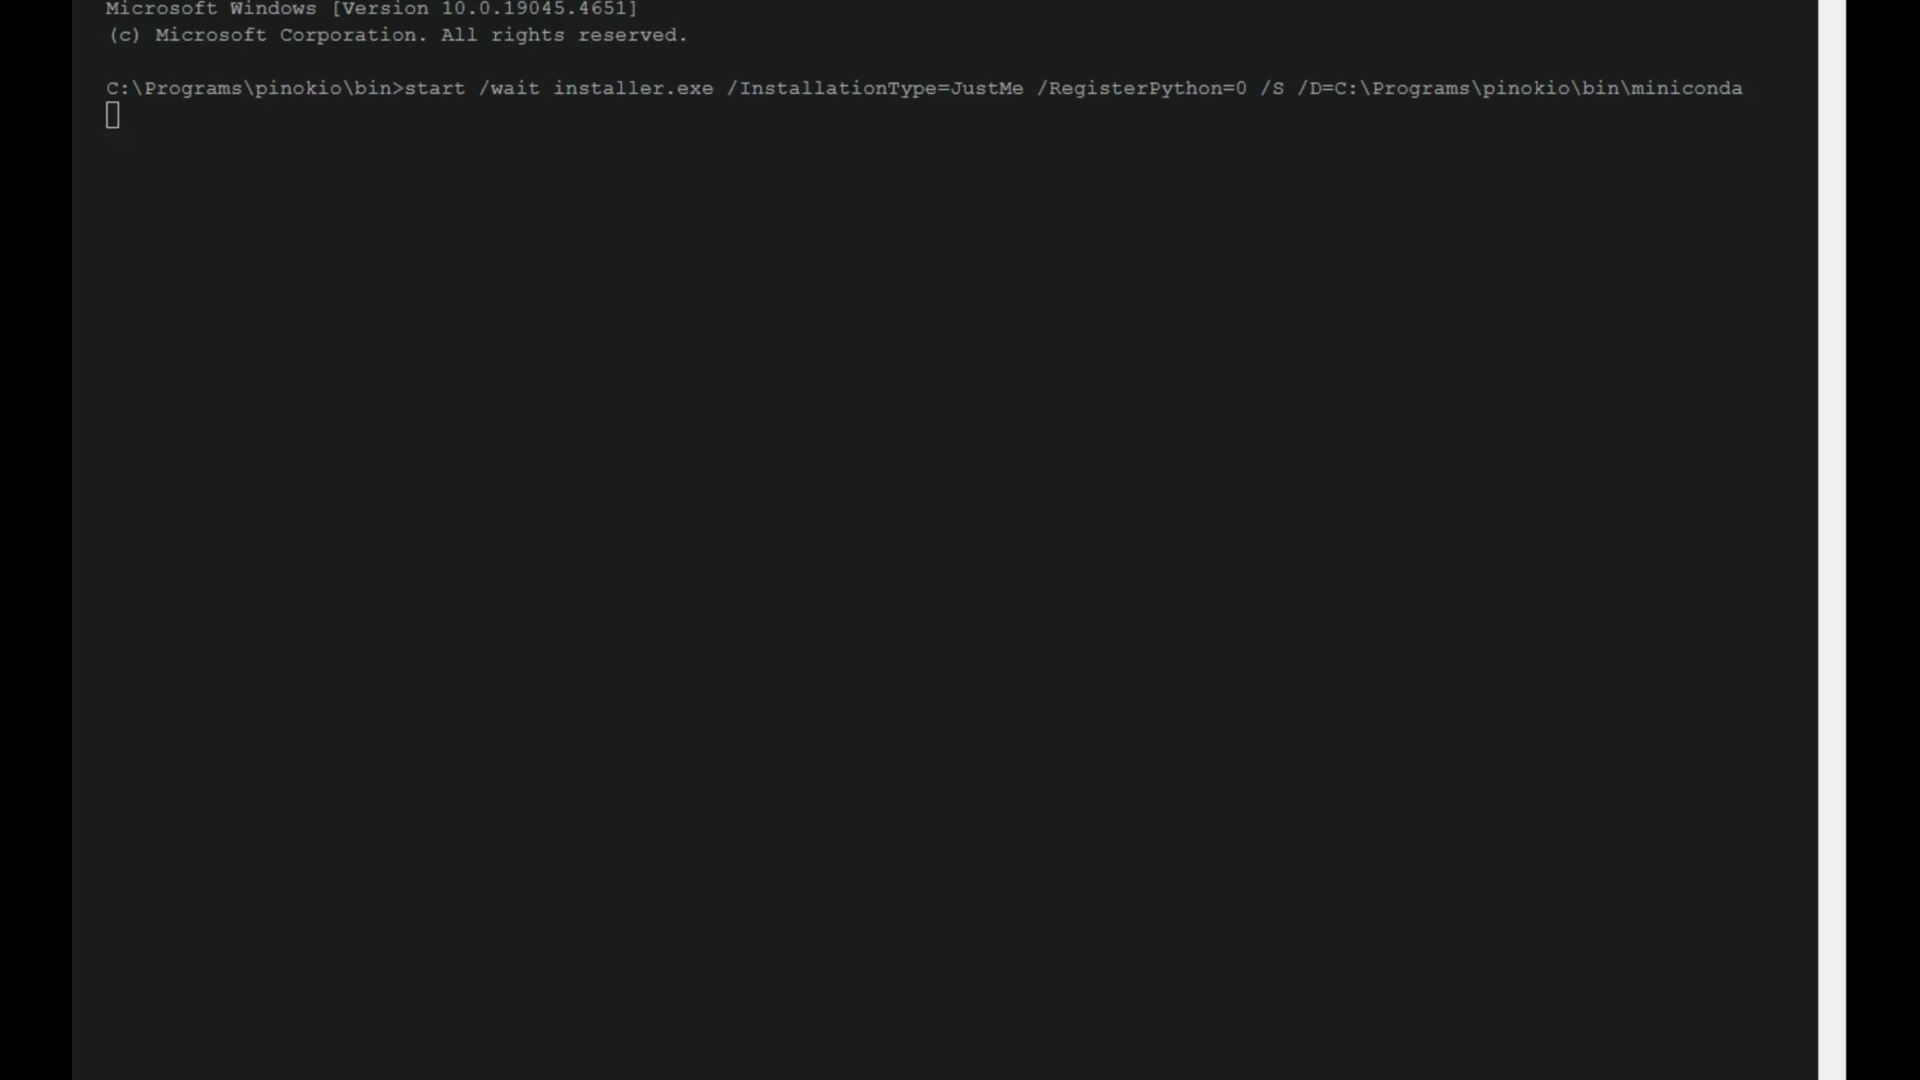 Microsoft Windows [Version 10.0.19045.4651]
(c) Microsoft Corporation. All rights reserved.
C:\Programs\pinokio\bin>start /wait installer.exe /InstallationType=JustMe /RegisterPython=0 /S /D=C:\Programs\pinokio\bin\miniconda